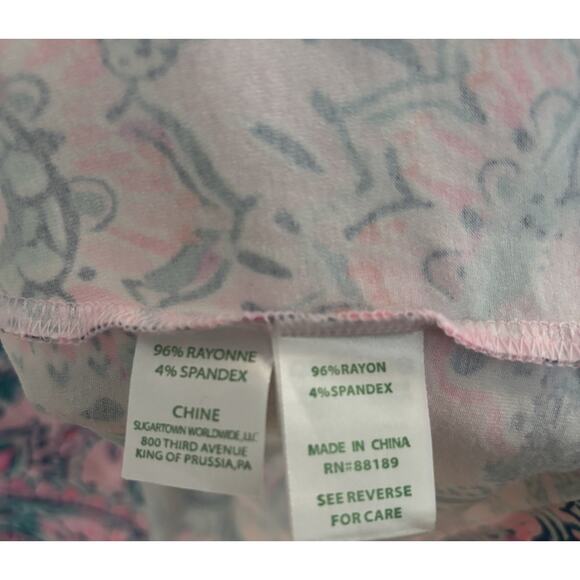 96% RAYONNE
4% SPANDEX
CHINE
SUGARTOWN WORLDWIDE, LLC
800 THIRD AVENUE
KING OF PRUSSIA,PA
96%RAYON
4%SPANDEX
MADE IN CHINA
RN#88189
SEE REVERSE
FOR CARE